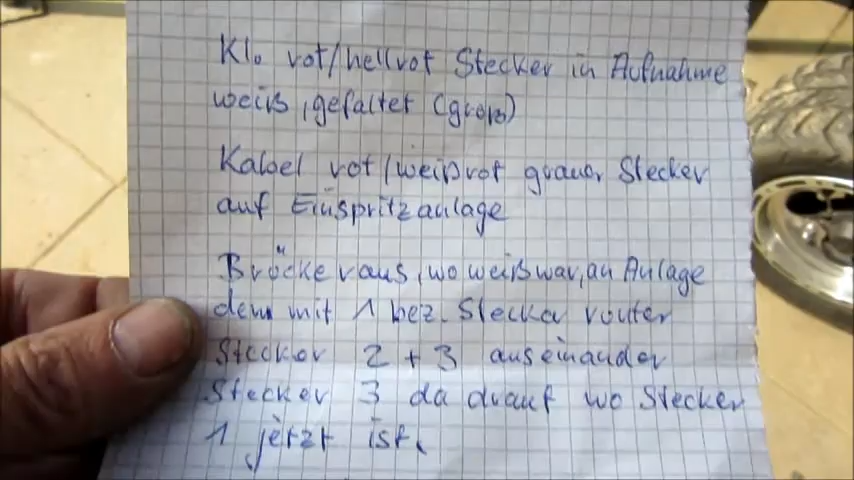 Kl. rot/hellrot Stecker in Aufnahme
weiß, gefaltet (groß)
Kabel rot/weißrot grauer Stecker
auf Einspritzanlage
Brücke raus, wo weiß war, an Anlage
dem mit 1 bez. Stecker runter
Stecker 2 + 3 auseinander
Stecker 3 da drauf wo Stecker
1 jetzt ist.